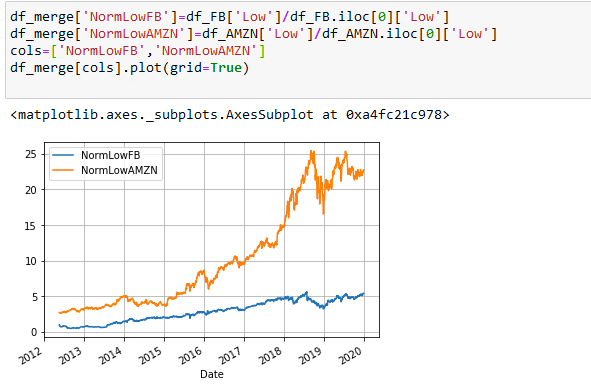 df_merge['NormLowFB']=df_FB['Low']/df_FB.iloc[0]['Low']
df_merge['NormLowAMZN']=df_AMZN['Low']/df_AMZN.iloc[0]['Low']
cols=['NormLowFB','NormLowAMZN']
df_merge[cols].plot(grid=True)
<matplotlib.axes._subplots.AxesSubplot at 0xa4fc21c978>
NormLowFB
NormLowAMZN
25
20
15
10
5
0
2012 2013 2014 2015 2016 2017 2018 2019 2020
Date